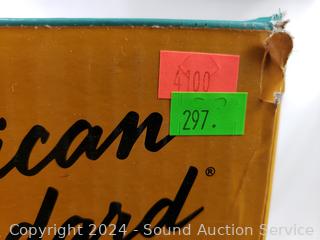 4100
297.
ican
dard®
Copyright 2024 - Sound Auction Service